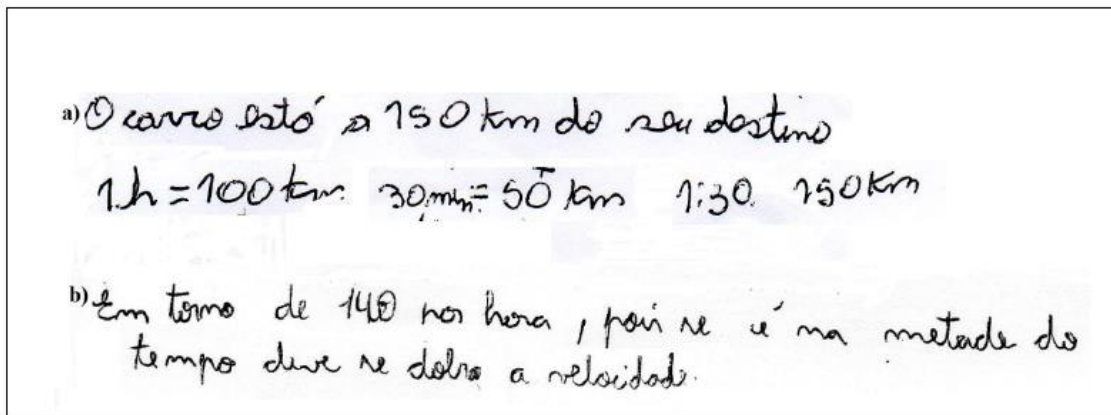 a) O carro está a 150 km do seu destino
1.h = 100 km. 30 min = 50 km 1:30. 150 Km
b) Em torno de 140 por hora, pois se é na metade do
tempo deve se dobra a velocidade.